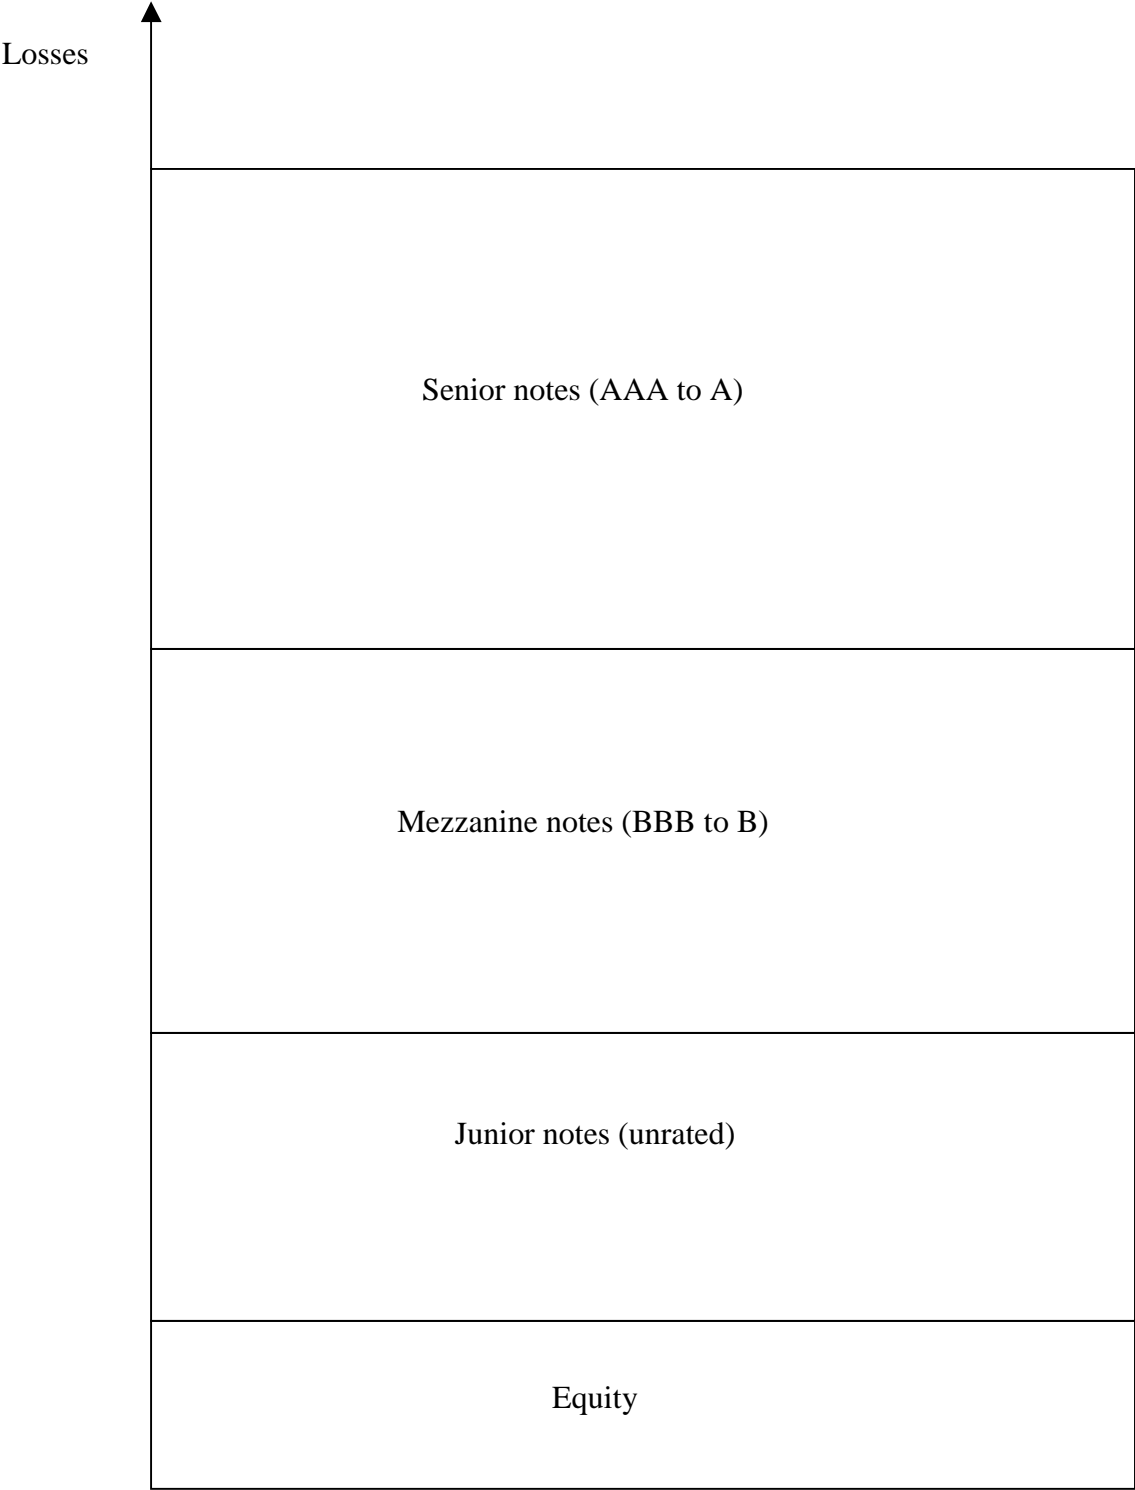 Losses
Senior notes (AAA to A)
Mezzanine notes (BBB to B)
Junior notes (unrated)
Equity